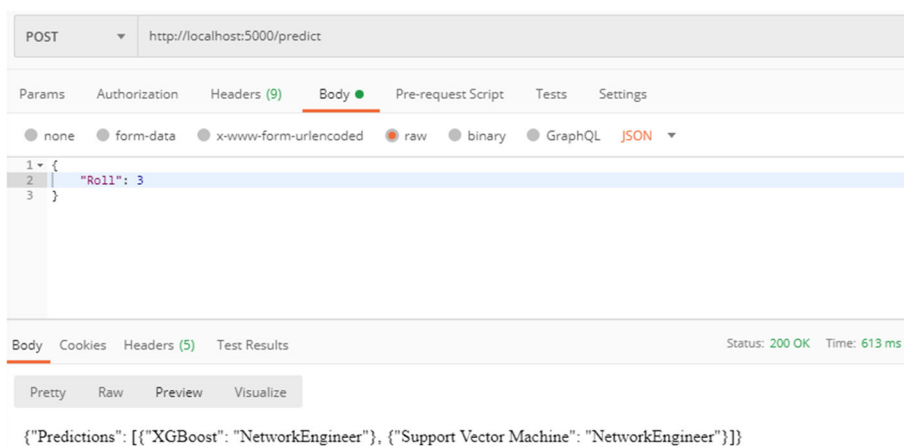 POST http://localhost:5000/predict
Params Authorization Headers (9) Body Pre-request Script Tests Settings
none form-data x-www-form-urlencoded raw binary GraphQL JSON
1 {
2 "Roll": 3
3 }
Body Cookies Headers (5) Test Results Status: 200 OK Time: 613 ms
Pretty Raw Preview Visualize
{"Predictions": [{"XGBoost": "NetworkEngineer"}, {"Support Vector Machine": "NetworkEngineer"}]}